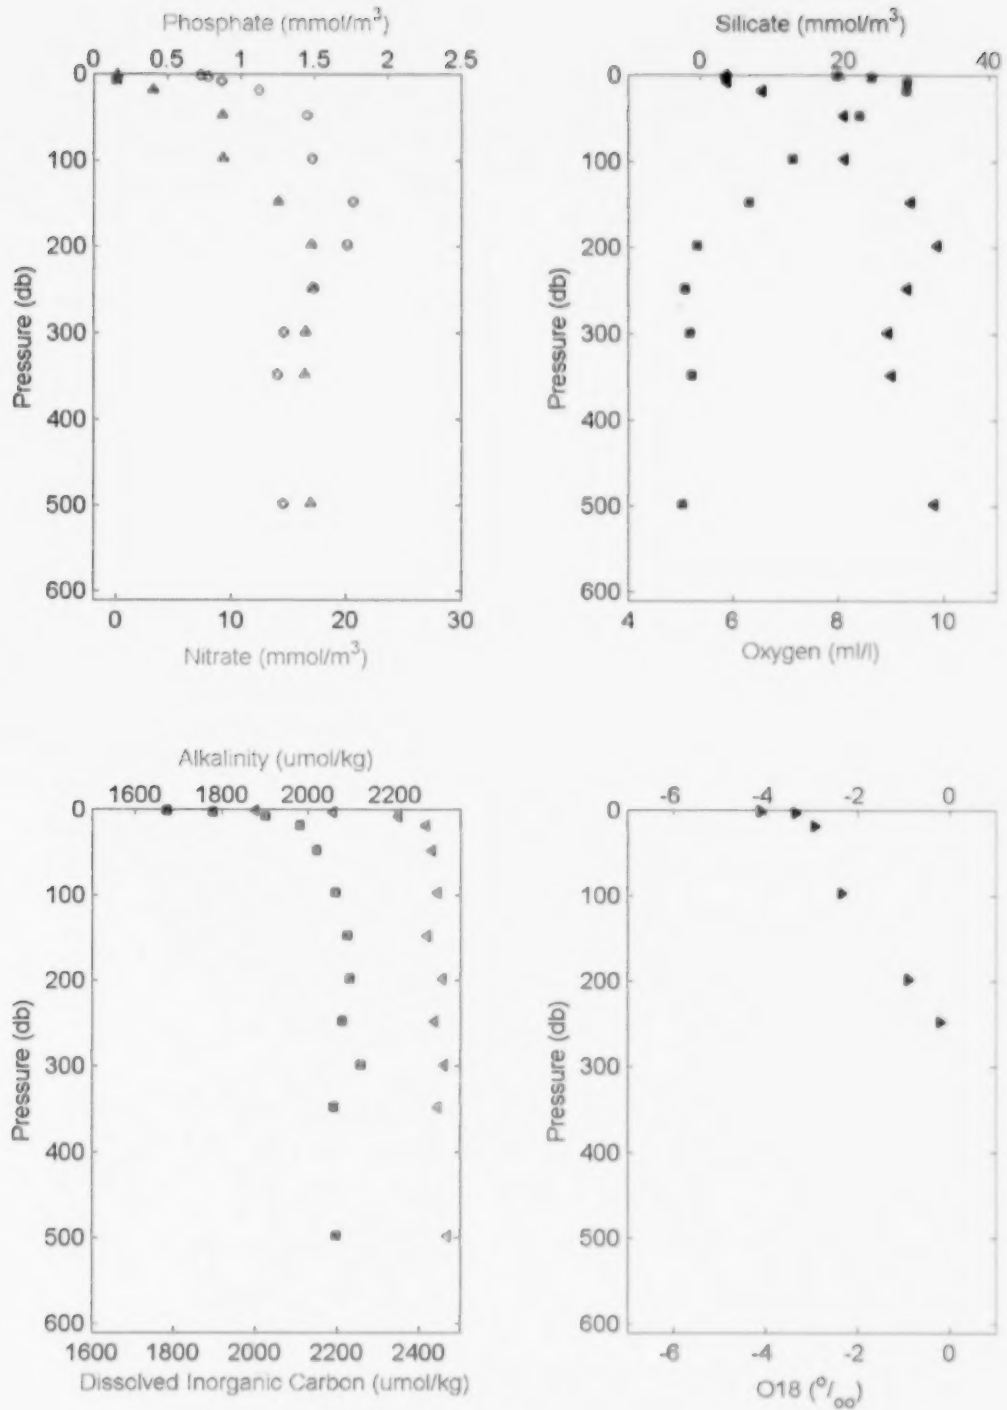 Phosphate (mmol/m³)
0 0.5 1 1.5 2 2.5
0
100
200
300
400
500
600
Pressure (db)
0 10 20 30
Nitrate (mmol/m³)
Silicate (mmol/m³)
0 20 40
0
100
200
300
400
500
600
Pressure (db)
4 6 8 10
Oxygen (ml/l)
Alkalinity (umol/kg)
1600 1800 2000 2200
0
100
200
300
400
500
600
Pressure (db)
1600 1800 2000 2200 2400
Dissolved Inorganic Carbon (umol/kg)
-6 -4 -2 0
0
100
200
300
400
500
600
Pressure (db)
-6 -4 -2 0
O18 (⁰/₀₀)